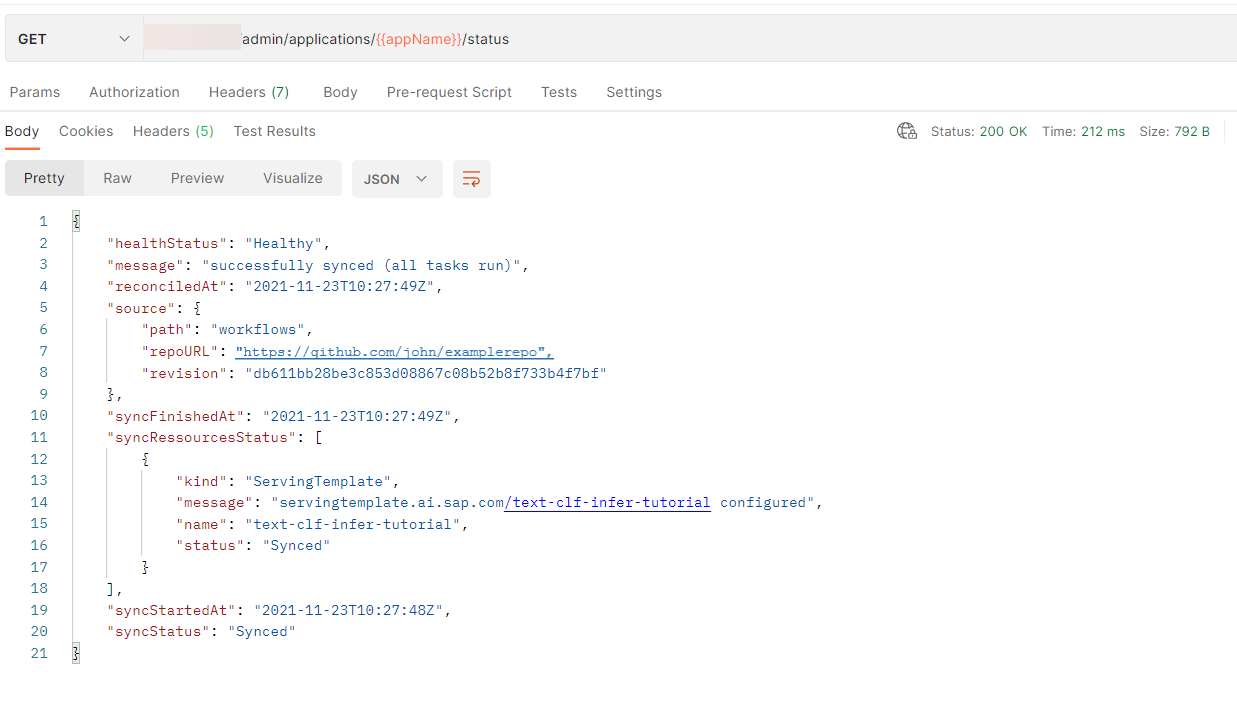 GET /admin/applications/{{appName}}/status
Params Authorization Headers (7) Body Pre-request Script Tests Settings
Body Cookies Headers (5) Test Results Status: 200 OK Time: 212 ms Size: 792 B
Pretty Raw Preview Visualize JSON
1 {
2 "healthStatus": "Healthy",
3 "message": "successfully synced (all tasks run)",
4 "reconciledAt": "2021-11-23T10:27:49Z",
5 "source": {
6 "path": "workflows",
7 "repoURL": "https://github.com/john/examplerepo",
8 "revision": "db611bb28be3c853d08867c08b52b8f733b4f7bf"
9 },
10 "syncFinishedAt": "2021-11-23T10:27:49Z",
11 "syncRessourcesStatus": [
12 {
13 "kind": "ServingTemplate",
14 "message": "servingtemplate.ai.sap.com/text-clf-infer-tutorial configured",
15 "name": "text-clf-infer-tutorial",
16 "status": "Synced"
17 }
18 ],
19 "syncStartedAt": "2021-11-23T10:27:48Z",
20 "syncStatus": "Synced"
21 }